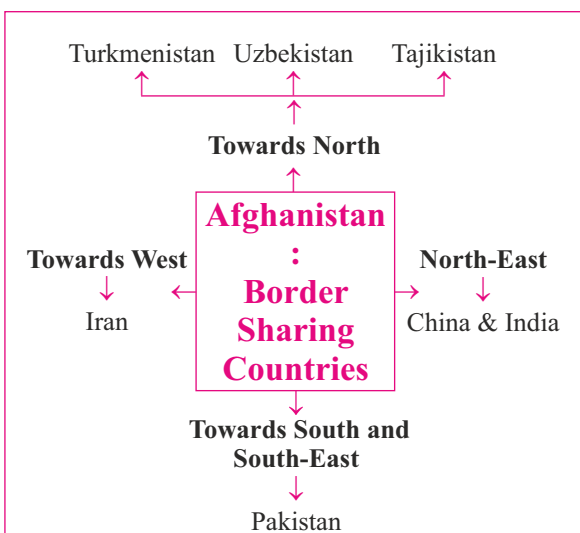 Turkmenistan Uzbekistan Tajikistan
Towards North
Afghanistan
:
Border
Sharing
Countries
Towards West
Iran
North-East
China & India
Towards South and
South-East
Pakistan